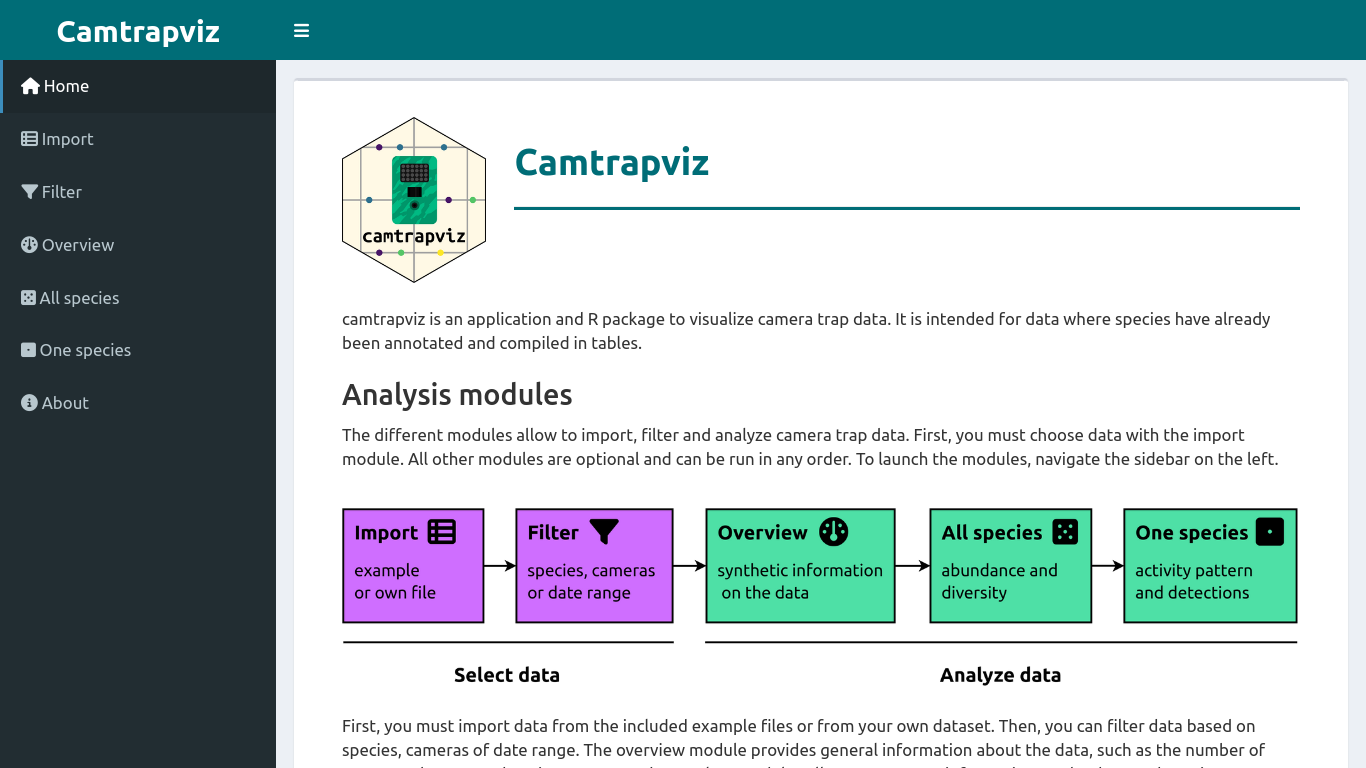 Camtrapviz
Home
Import
Filter
Overview
All species
One species
About
camtrapviz
Camtrapviz
camtrapviz is an application and R package to visualize camera trap data. It is intended for data where species have already
been annotated and compiled in tables.
Analysis modules
The different modules allow to import, filter and analyze camera trap data. First, you must choose data with the import
module. All other modules are optional and can be run in any order. To launch the modules, navigate the sidebar on the left.
Import
example
or own file
Filter
species, cameras
or date range
Overview
synthetic information
on the data
All species
abundance and
diversity
One species
activity pattern
and detections
Select data
Analyze data
First, you must import data from the included example files or from your own dataset. Then, you can filter data based on
species, cameras of date range. The overview module provides general information about the data, such as the number of